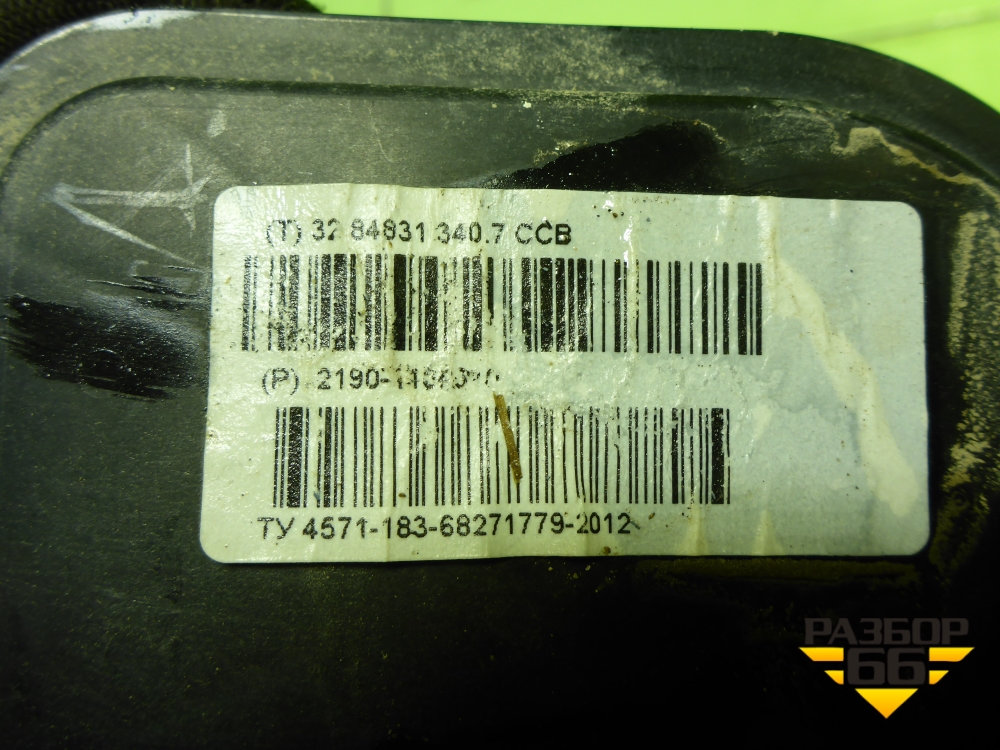 (T) 32 84831 340.7 CCB
(P) 2190-
ТУ 4571-183-68271779-2012
РАЗБОР
66